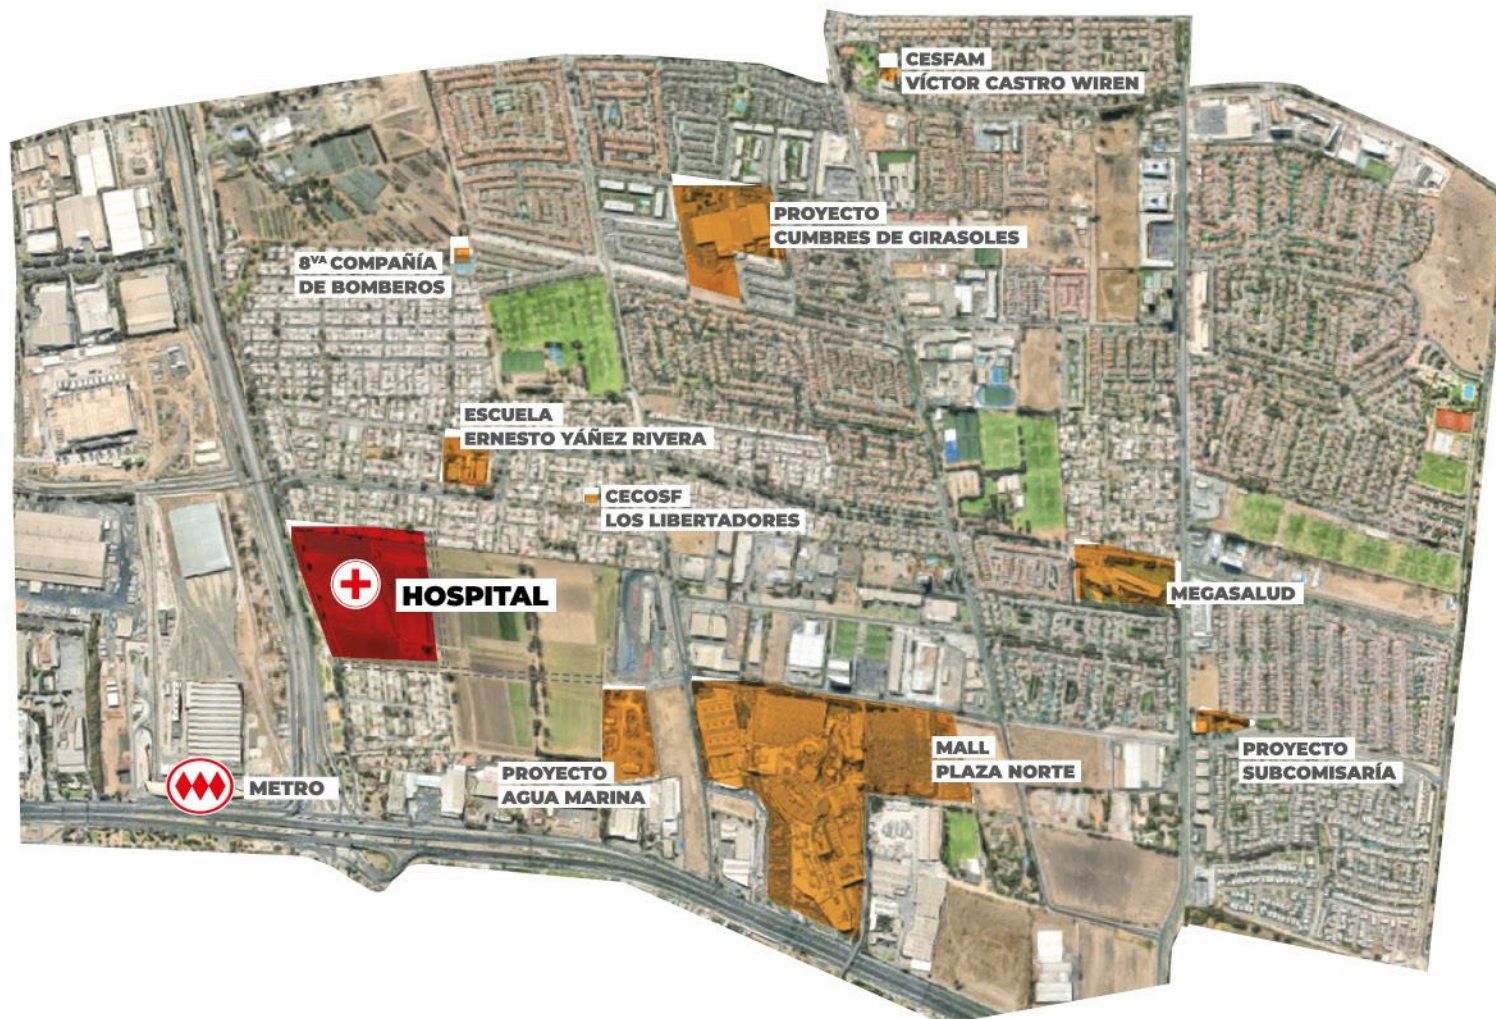 CESFAM
VÍCTOR CASTRO WIREN
PROYECTO
CUMBRES DE GIRASOLES
8VA COMPAÑÍA
DE BOMBEROS
ESCUELA
ERNESTO YÁÑEZ RIVERA
CECOSF
LOS LIBERTADORES
HOSPITAL
MEGASALUD
MALL
PLAZA NORTE
PROYECTO
SUBCOMISARÍA
PROYECTO
AGUA MARINA
METRO